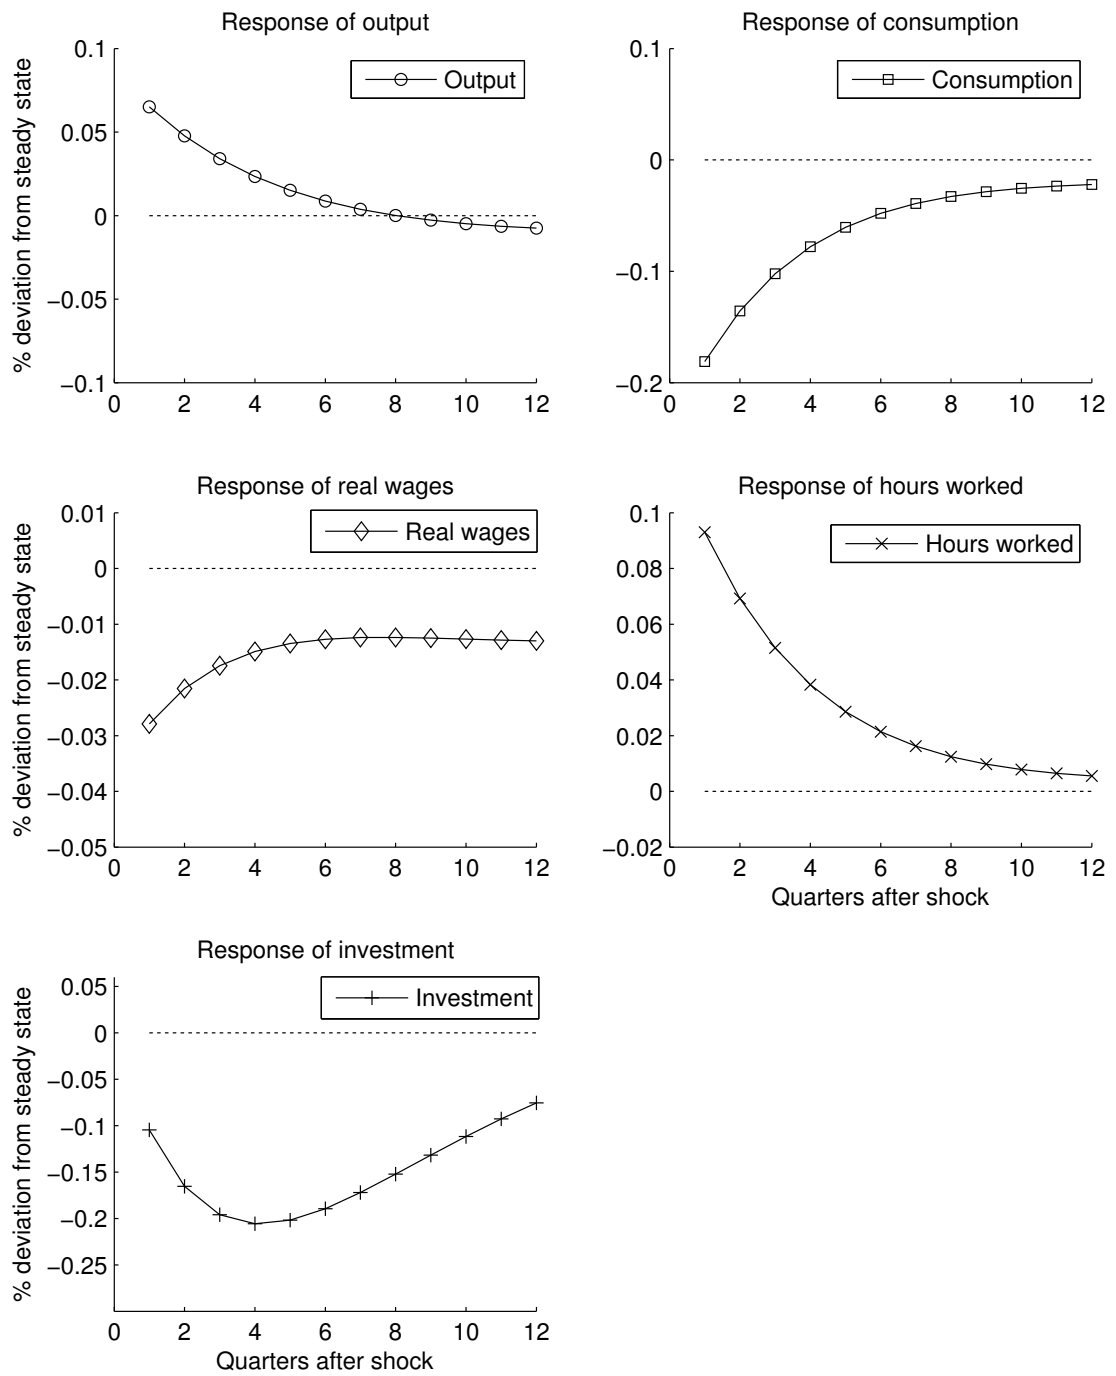 Response of output
% deviation from steady state
0.1
0.05
0
−0.05
−0.1
0 2 4 6 8 10 12
Output
Response of consumption
0.1
0
−0.1
−0.2
0 2 4 6 8 10 12
Consumption
Response of real wages
% deviation from steady state
0.01
0
−0.01
−0.02
−0.03
−0.04
−0.05
0 2 4 6 8 10 12
Real wages
Response of hours worked
0.1
0.08
0.06
0.04
0.02
0
−0.02
0 2 4 6 8 10 12
Quarters after shock
Hours worked
Response of investment
% deviation from steady state
0.05
0
−0.05
−0.1
−0.15
−0.2
−0.25
0 2 4 6 8 10 12
Quarters after shock
Investment